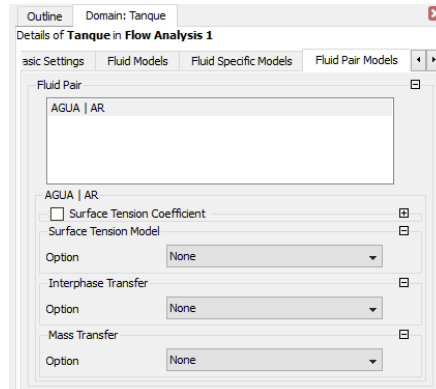 Outline Domain: Tanque
Details of Tanque in Flow Analysis 1
asic Settings Fluid Models Fluid Specific Models Fluid Pair Models
Fluid Pair
AGUA | AR
AGUA | AR
Surface Tension Coefficient
Surface Tension Model
Option None
Interphase Transfer
Option None
Mass Transfer
Option None